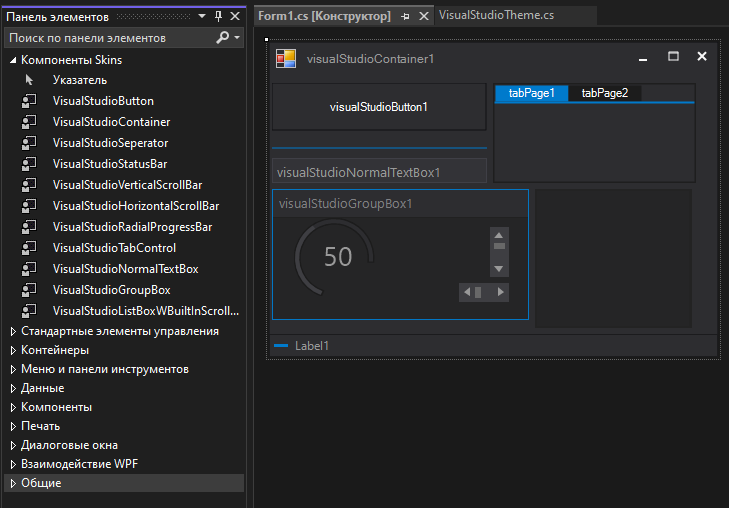 Панель элементов
Поиск по панели элементов
Компоненты Skins
Указатель
VisualStudioButton
VisualStudioContainer
VisualStudioSeperator
VisualStudioStatusBar
VisualStudioVerticalScrollBar
VisualStudioHorizontalScrollBar
VisualStudioRadialProgressBar
VisualStudioTabControl
VisualStudioNormalTextBox
VisualStudioGroupBox
VisualStudioListBoxWBuiltInScroll...
Стандартные элементы управления
Контейнеры
Меню и панели инструментов
Данные
Компоненты
Печать
Диалоговые окна
Взаимодействие WPF
Общие
Form1.cs [Конструктор]
VisualStudioTheme.cs
visualStudioContainer1
visualStudioButton1
tabPage1 tabPage2
visualStudioNormalTextBox1
visualStudioGroupBox1
50
Label1